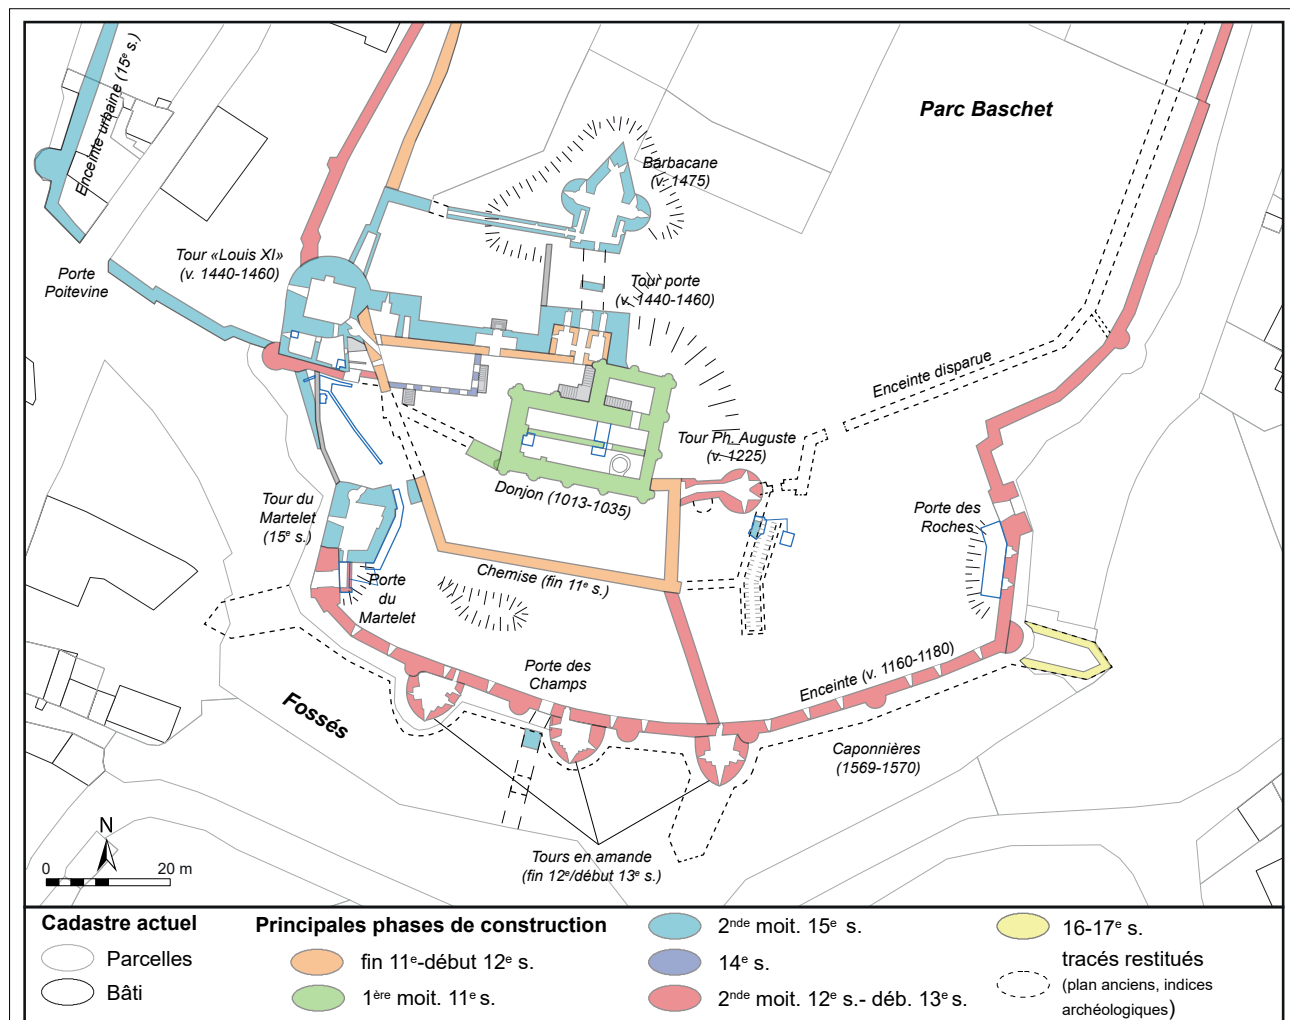 Enceinte urbaine (15e s.)
Parc Baschet
Barbacane
(v. 1475)
Tour «Louis XI»
(v. 1440-1460)
Porte
Poitevine
Tour porte
(v. 1440-1460)
Enceinte disparue
Tour Ph. Auguste
(v. 1225)
Donjon (1013-1035)
Tour du
Martelet
(15e s.)
Porte des
Roches
Chemise (fin 11e s.)
Porte
du
Martelet
Porte des
Champs
Enceinte (v. 1160-1180)
Fossés
Caponnières
(1569-1570)
N
0 20 m
Tours en amande
(fin 12e/début 13e s.)
Cadastre actuel
Parcelles
Bâti
Principales phases de construction
fin 11e-début 12e s.
1ère moit. 11e s.
2nde moit. 15e s.
14e s.
2nde moit. 12e s.- déb. 13e s.
16-17e s.
tracés restitués
(plan anciens, indices
archéologiques)